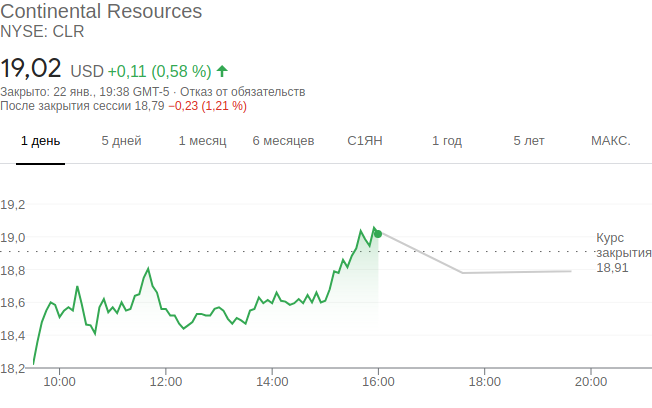 Continental Resources
NYSE: CLR
19,02 USD +0,11 (0,58 %)
Закрыто: 22 янв., 19:38 GMT-5 · Отказ от обязательств
После закрытия сессии 18,79 −0,23 (1,21 %)
1 день 5 дней 1 месяц 6 месяцев С1ЯН 1 год 5 лет МАКС.
19,2
19,0
18,8
18,6
18,4
18,2
Курс
закрытия
18,91
10:00 12:00 14:00 16:00 18:00 20:00